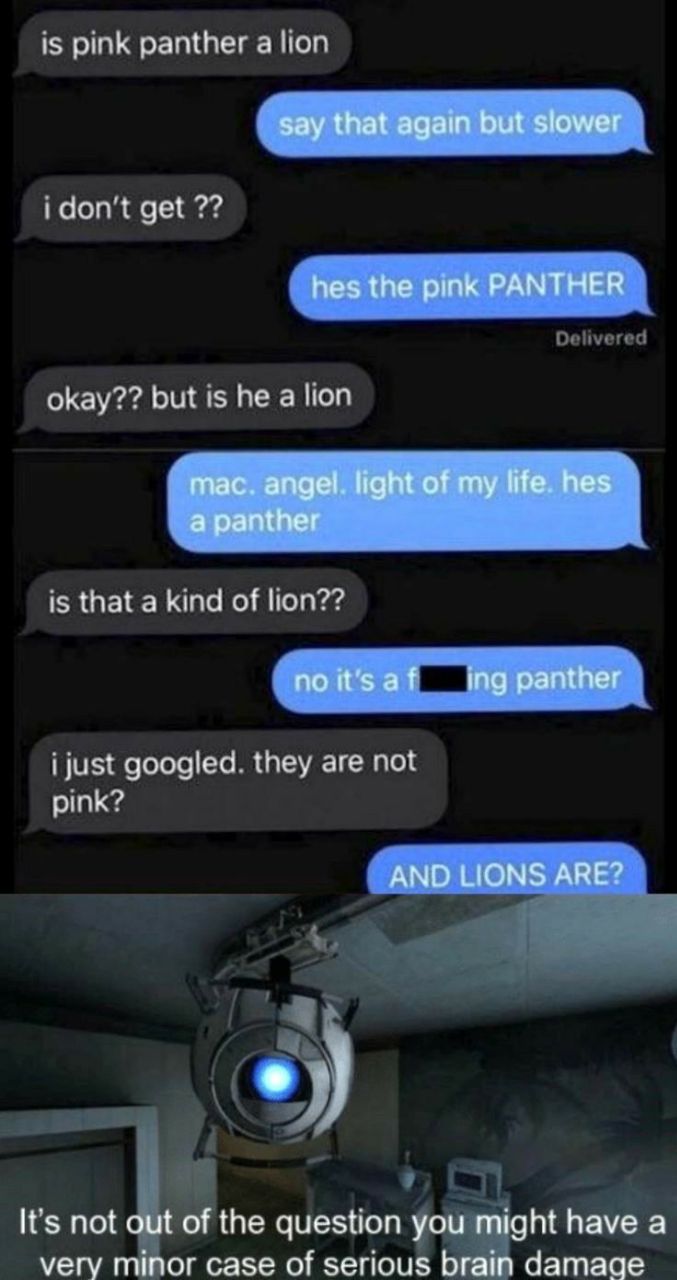 is pink panther a lion
say that again but slower
i don't get ??
hes the pink PANTHER
Delivered
okay?? but is he a lion
mac. angel. light of my life. hes
a panther
is that a kind of lion??
no it's a f ing panther
i just googled. they are not
pink?
AND LIONS ARE?
It's not out of the question you might have a
very minor case of serious brain damage